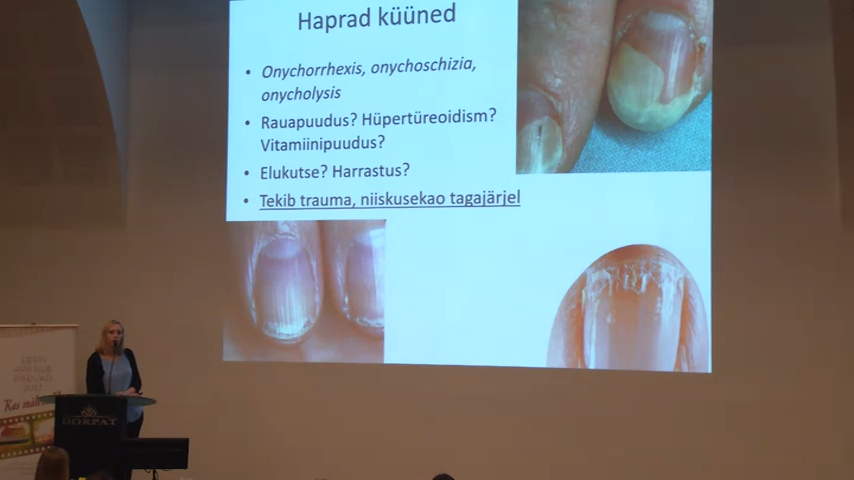 Haprad küüned
• Onychorrhexis, onychoschizia,
onycholysis
• Rauapuudus? Hüpertüreoidism?
Vitamiinipuudus?
• Elukutse? Harrastus?
• Tekib trauma, niiskusekao tagajärjel
DORPAT